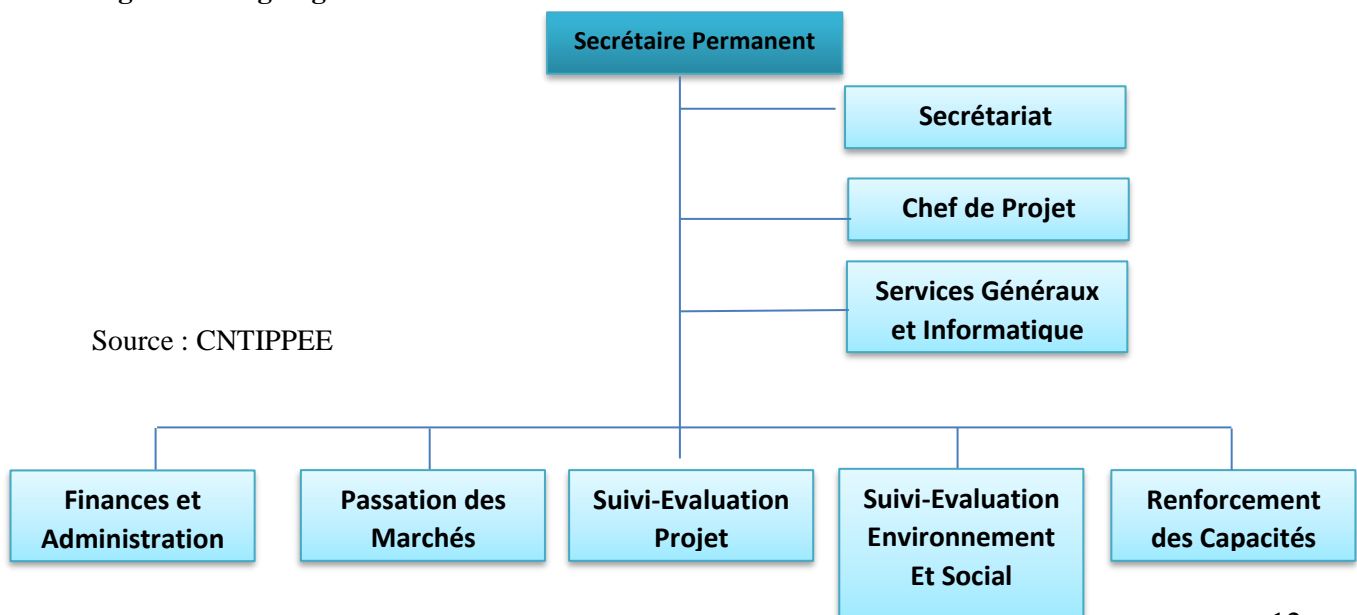 Secrétaire Permanent
Secrétariat
Chef de Projet
Services Généraux
et Informatique
Source : CNTIPPEE
Finances et
Administration
Passation des
Marchés
Suivi-Evaluation
Projet
Suivi-Evaluation
Environnement
Et Social
Renforcement
des Capacités